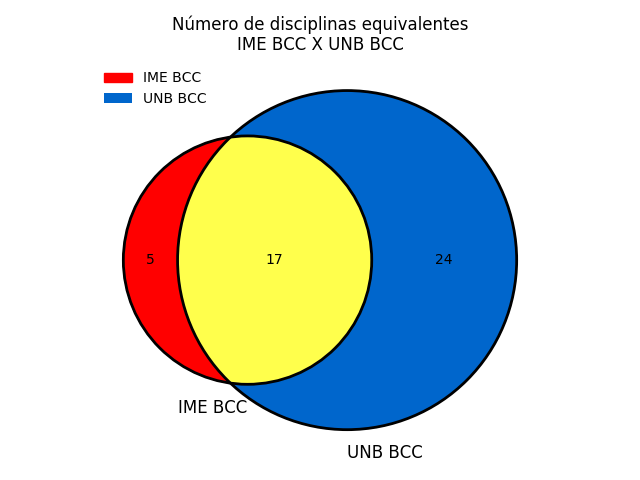 Número de disciplinas equivalentes
IME BCC X UNB BCC
IME BCC
UNB BCC
5
17
24
IME BCC
UNB BCC